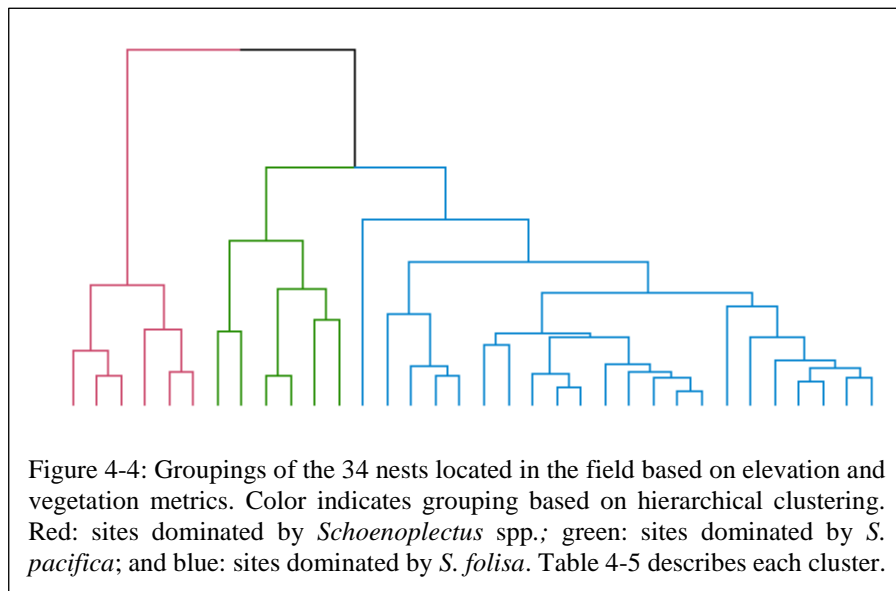 Figure 4-4: Groupings of the 34 nests located in the field based on elevation and
vegetation metrics. Color indicates grouping based on hierarchical clustering.
Red: sites dominated by Schoenoplectus spp.; green: sites dominated by S.
pacifica; and blue: sites dominated by S. folisa. Table 4-5 describes each cluster.